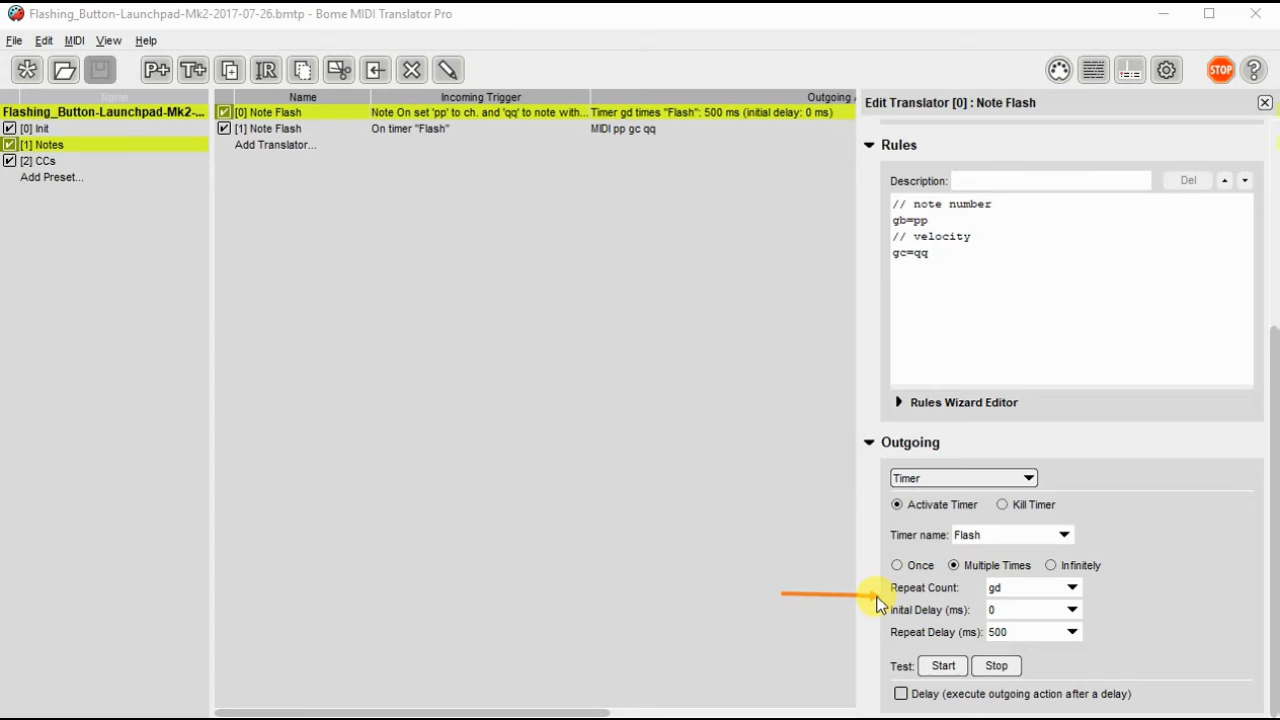 Flashing_Button-Launchpad-Mk2-2017-07-26.bmtp - Bome MIDI Translator Pro
File Edit MIDI View Help
P+ T+ IR STOP ?
Name
Flashing_Button-Launchpad-Mk2-...
[0] Init
[1] Notes
[2] CCs
Add Preset...
Name Incoming Trigger Outgoing A
[0] Note Flash Note On set 'pp' to ch. and 'qq' to note with... Timer gd times "Flash": 500 ms (initial delay: 0 ms)
[1] Note Flash On timer "Flash" MIDI pp gc qq
Add Translator...
Edit Translator [0] : Note Flash
Rules
Description: Del
// note number
gb=pp
// velocity
gc=qq
Rules Wizard Editor
Outgoing
Timer
Activate Timer Kill Timer
Timer name: Flash
Once Multiple Times Infinitely
Repeat Count: gd
Inital Delay (ms): 0
Repeat Delay (ms): 500
Test: Start Stop
Delay (execute outgoing action after a delay)